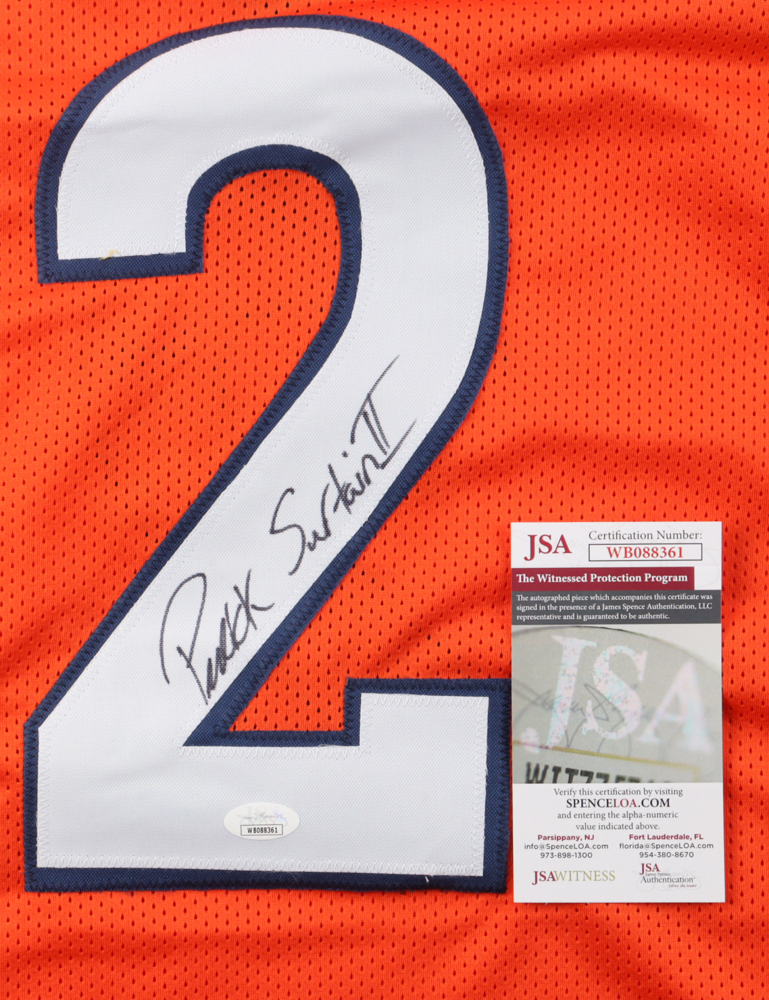 2
Patrick Surtain II
WB088361
JSA
Certification Number:
WB088361
The Witnessed Protection Program
The autographed piece which accompanies this certificate was
signed in the presence of a James Spence Authentication, LLC
representative and is guaranteed to be authentic.
JSA
Verify this certification by visiting
SPENCELOA.COM
and entering the alpha-numeric
value indicated above.
Parsippany, NJ
info@SpenceLOA.com
973-898-1300
Fort Lauderdale, FL
florida@SpenceLOA.com
954-380-8670
JSAWITNESS
JSA
James Spence
Authentication